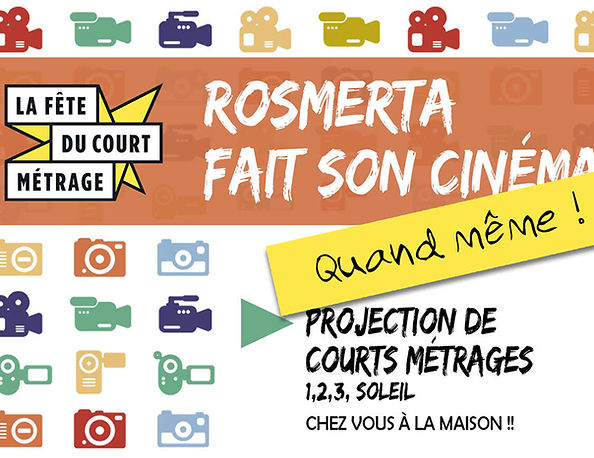 LA FÊTE
DU COURT
MÉTRAGE
ROSMERTA
FAIT SON CINÉMA
Quand même !
PROJECTION DE
COURTS MÉTRAGES
1,2,3, SOLEIL
CHEZ VOUS À LA MAISON !!